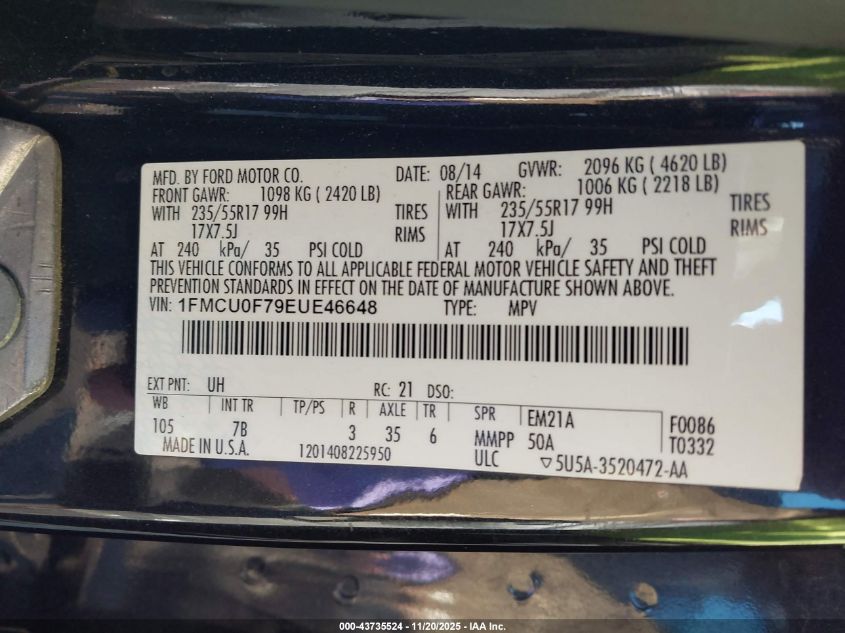 MFD. BY FORD MOTOR CO. DATE: 08/14 GVWR: 2096 KG ( 4620 LB)
FRONT GAWR: 1098 KG ( 2420 LB) REAR GAWR: 1006 KG ( 2218 LB)
WITH 235/55R17 99H TIRES WITH 235/55R17 99H TIRES
17X7.5J RIMS 17X7.5J RIMS
AT 240 kPa/ 35 PSI COLD AT 240 kPa/ 35 PSI COLD
THIS VEHICLE CONFORMS TO ALL APPLICABLE FEDERAL MOTOR VEHICLE SAFETY AND THEFT
PREVENTION STANDARDS IN EFFECT ON THE DATE OF MANUFACTURE SHOWN ABOVE.
VIN: 1FMCU0F79EUE46648 TYPE: MPV
EXT PNT: UH RC: 21 DSO:
WB INT TR TP/PS R AXLE TR SPR EM21A F0086
105 7B 3 35 6 MMPP 50A T0332
MADE IN U.S.A. 1201408225950 ULC ▽5U5A-3520472-AA
000-43735524 - 11/20/2025 - IAA Inc.